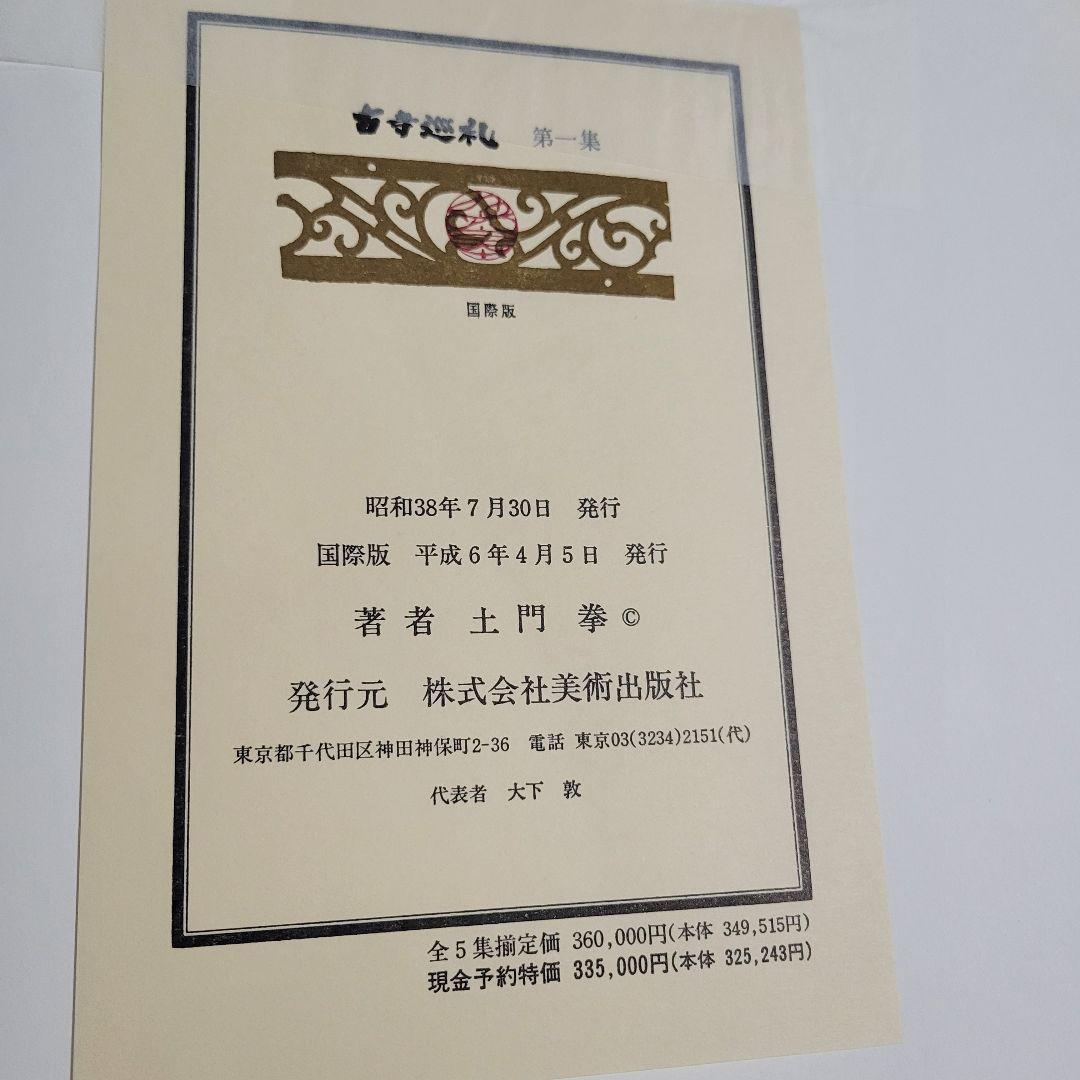 古寺巡礼 第一集
国際版
昭和38年7月30日 発行
国際版 平成6年4月5日 発行
著者 土門 拳 ©
発行元 株式会社美術出版社
東京都千代田区神田神保町2-36 電話 東京03(3234)2151(代)
代表者 大下 敦
全5集揃定価 360,000円(本体 349,515円)
現金予約特価 335,000円(本体 325,243円)